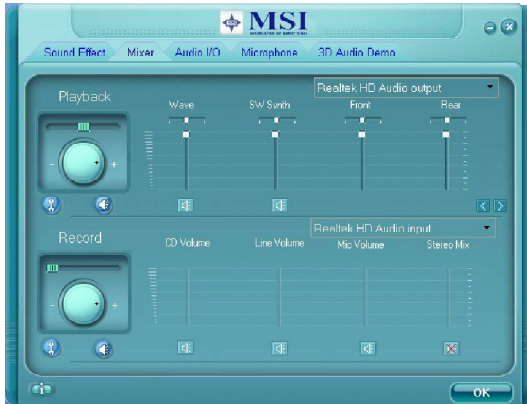 MSI
Sound Effect Mixer Audio I/O Microphone 3D Audio Demo
Realtek HD Audio output
Playback
Wave SW Synth Front Rear
- +
Realtek HD Audio input
Record
CD Volume Line Volume Mic Volume Stereo Mix
- +
OK